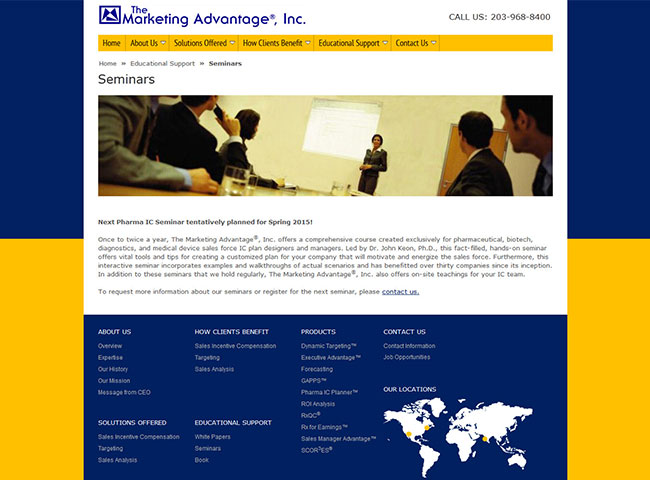 The
Marketing Advantage®, Inc.
CALL US: 203-968-8400
Home About Us Solutions Offered How Clients Benefit Educational Support Contact Us
Home » Educational Support » Seminars
Seminars
Next Pharma IC Seminar tentatively planned for Spring 2015!
Once to twice a year, The Marketing Advantage®, Inc. offers a comprehensive course created exclusively for pharmaceutical, biotech,
diagnostics, and medical device sales force IC plan designers and managers. Led by Dr. John Keon, Ph.D., this fact-filled, hands-on seminar
offers vital tools and tips for creating a customized plan for your company that will motivate and energize the sales force. Furthermore, this
interactive seminar incorporates examples and walkthroughs of actual scenarios and has benefitted over thirty companies since its inception.
In addition to these seminars that we hold regularly, The Marketing Advantage®, Inc. also offers on-site teachings for your IC team.
To request more information about our seminars or register for the next seminar, please contact us.
ABOUT US
Overview
Expertise
Our History
Our Mission
Message from CEO
HOW CLIENTS BENEFIT
Sales Incentive Compensation
Targeting
Sales Analysis
PRODUCTS
Dynamic Targeting™
Executive Advantage™
Forecasting
GAPPS™
Pharma IC Planner™
ROI Analysis
RxQC®
Rx for Earnings™
Sales Manager Advantage™
SCOR³ES®
CONTACT US
Contact Information
Job Opportunities
OUR LOCATIONS
SOLUTIONS OFFERED
Sales Incentive Compensation
Targeting
Sales Analysis
EDUCATIONAL SUPPORT
White Papers
Seminars
Book